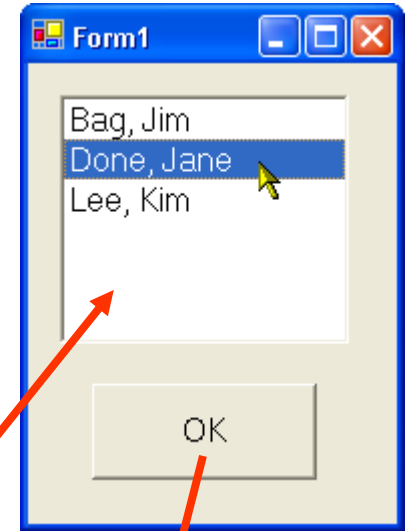 Form1
Bag, Jim
Done, Jane
Lee, Kim
OK